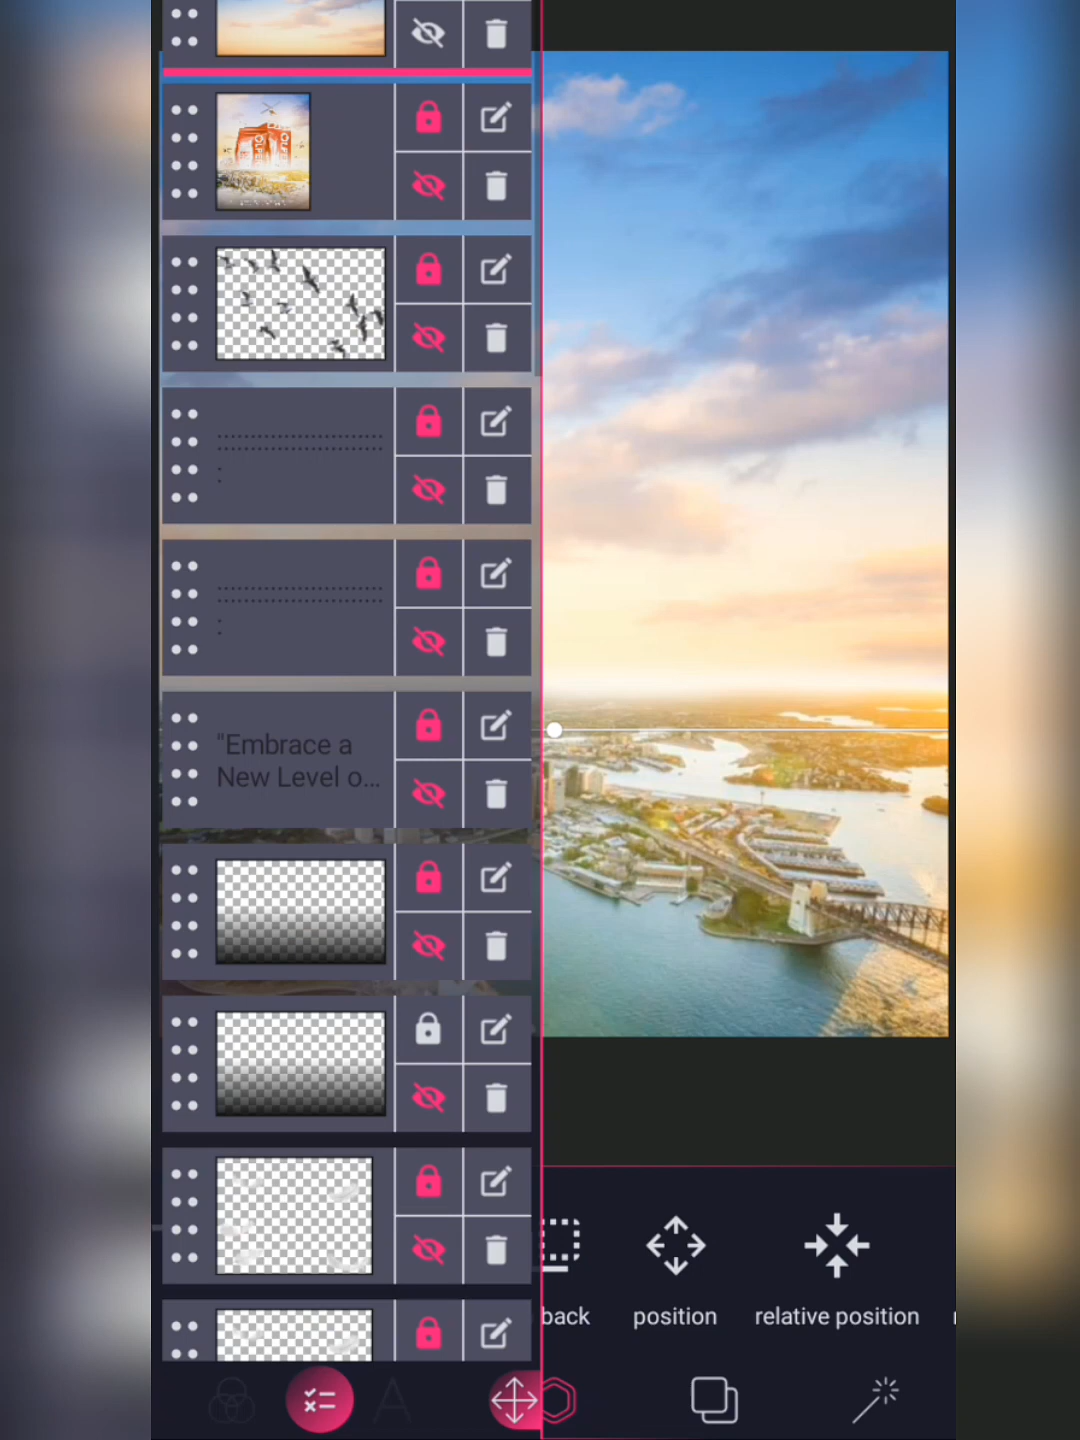 "Embrace a
New Level o...
back
position
relative position